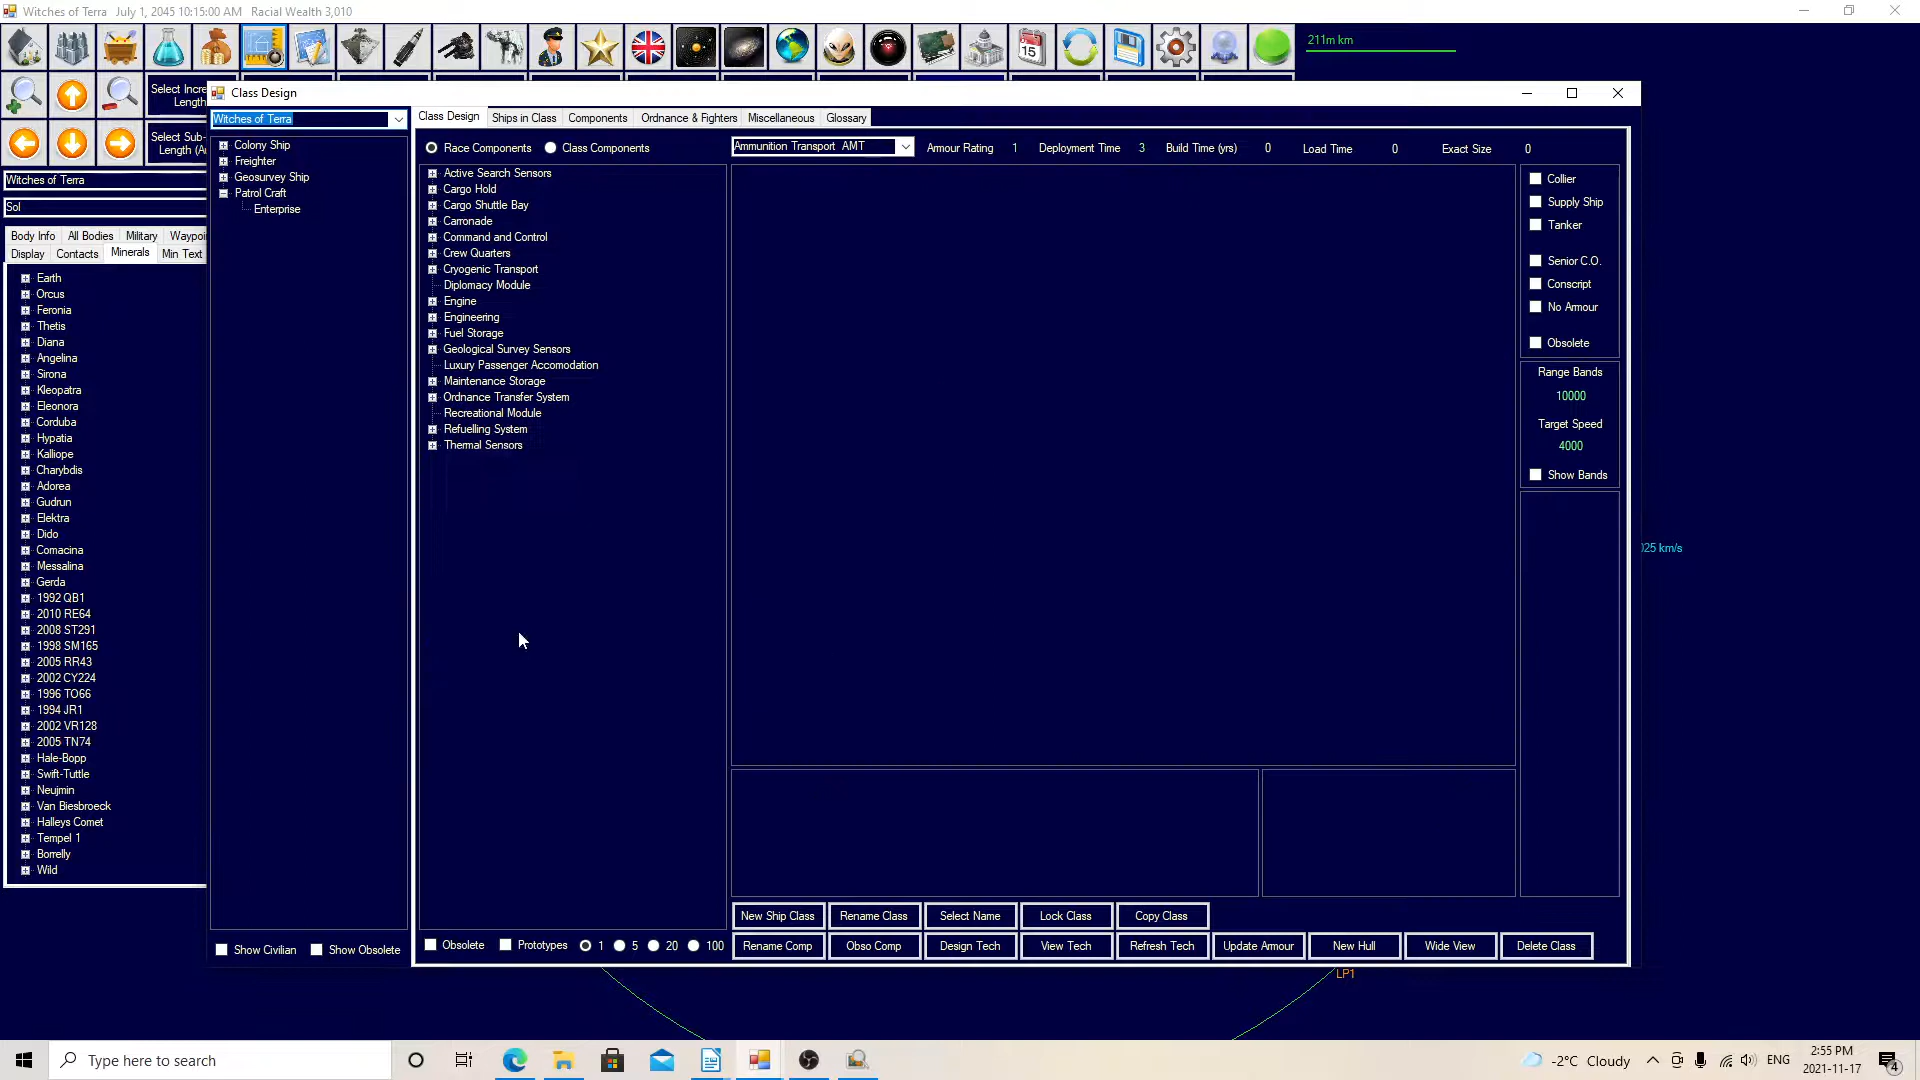 Witches of Terra   July 1, 2045 10:15:00 AM   Racial Wealth 3,010
211m km
Select Incre
Length
Select Sub-
Length (A
Witches of Terra
Sol
Body Info All Bodies Military Waypoi
Display Contacts Minerals Min Text
Earth
Orcus
Feronia
Thetis
Diana
Angelina
Sirona
Kleopatra
Eleonora
Corduba
Hypatia
Kalliope
Charybdis
Adorea
Gudrun
Elektra
Dido
Comacina
Messalina
Gerda
1992 QB1
2010 RE64
2008 ST291
1998 SM165
2005 RR43
2002 CY224
1996 TO66
1994 JR1
2002 VR128
2005 TN74
Hale-Bopp
Swift-Tuttle
Neujmin
Van Biesbroeck
Halleys Comet
Tempel 1
Borrelly
Wild
Class Design
Witches of Terra
Colony Ship
Freighter
Geosurvey Ship
Patrol Craft
Enterprise
Show Civilian Show Obsolete
Class Design Ships in Class Components Ordnance & Fighters Miscellaneous Glossary
Race Components Class Components
Ammunition Transport AMT Armour Rating 1 Deployment Time 3 Build Time (yrs) 0 Load Time 0 Exact Size 0
Active Search Sensors
Cargo Hold
Cargo Shuttle Bay
Carronade
Command and Control
Crew Quarters
Cryogenic Transport
Diplomacy Module
Engine
Engineering
Fuel Storage
Geological Survey Sensors
Luxury Passenger Accomodation
Maintenance Storage
Ordnance Transfer System
Recreational Module
Refuelling System
Thermal Sensors
Obsolete Prototypes 1 5 20 100
Collier
Supply Ship
Tanker
Senior C.O.
Conscript
No Armour
Obsolete
Range Bands
10000
Target Speed
4000
Show Bands
025 km/s
New Ship Class Rename Class Select Name Lock Class Copy Class
Rename Comp Obso Comp Design Tech View Tech Refresh Tech Update Armour New Hull Wide View Delete Class
LP1
15
Type here to search
-2°C Cloudy
ENG
2:55 PM
2021-11-17
4